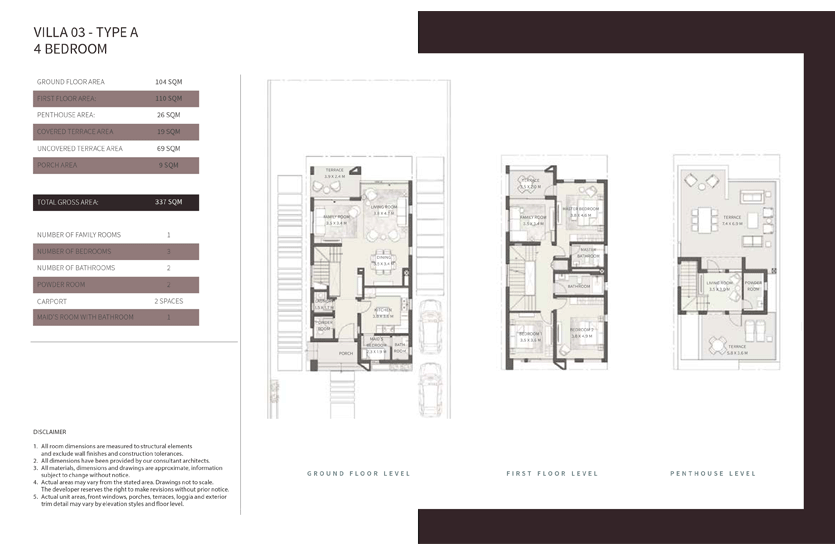 VILLA 03 - TYPE A
4 BEDROOM
GROUND FLOOR AREA 104 SQM
FIRST FLOOR AREA: 110 SQM
PENTHOUSE AREA: 26 SQM
COVERED TERRACE AREA 19 SQM
UNCOVERED TERRACE AREA 69 SQM
PORCH AREA 9 SQM
TOTAL GROSS AREA: 337 SQM
NUMBER OF FAMILY ROOMS 1
NUMBER OF BEDROOMS 3
NUMBER OF BATHROOMS 2
POWDER ROOM 2
CARPORT 2 SPACES
MAID'S ROOM WITH BATHROOM 1
DISCLAIMER
1. All room dimensions are measured to structural elements
and exclude wall finishes and construction tolerances.
2. All dimensions have been provided by our consultant architects.
3. All materials, dimensions and drawings are approximate, information
subject to change without notice.
4. Actual areas may vary from the stated area. Drawings not to scale.
The developer reserves the right to make revisions without prior notice.
5. Actual unit areas, front windows, porches, terraces, loggia and exterior
trim detail may vary by elevation styles and floor level.
TERRACE
LIVING ROOM
FAMILY ROOM
DINING
KITCHEN
POWDER
ROOM
MAID'S
BEDROOM
BATH
ROOM
PORCH
GROUND FLOOR LEVEL
TERRACE
MASTER BEDROOM
FAMILY ROOM
MASTER
BATHROOM
BATHROOM
BEDROOM
BEDROOM
FIRST FLOOR LEVEL
TERRACE
LIVING ROOM
POWDER
ROOM
TERRACE
PENTHOUSE LEVEL